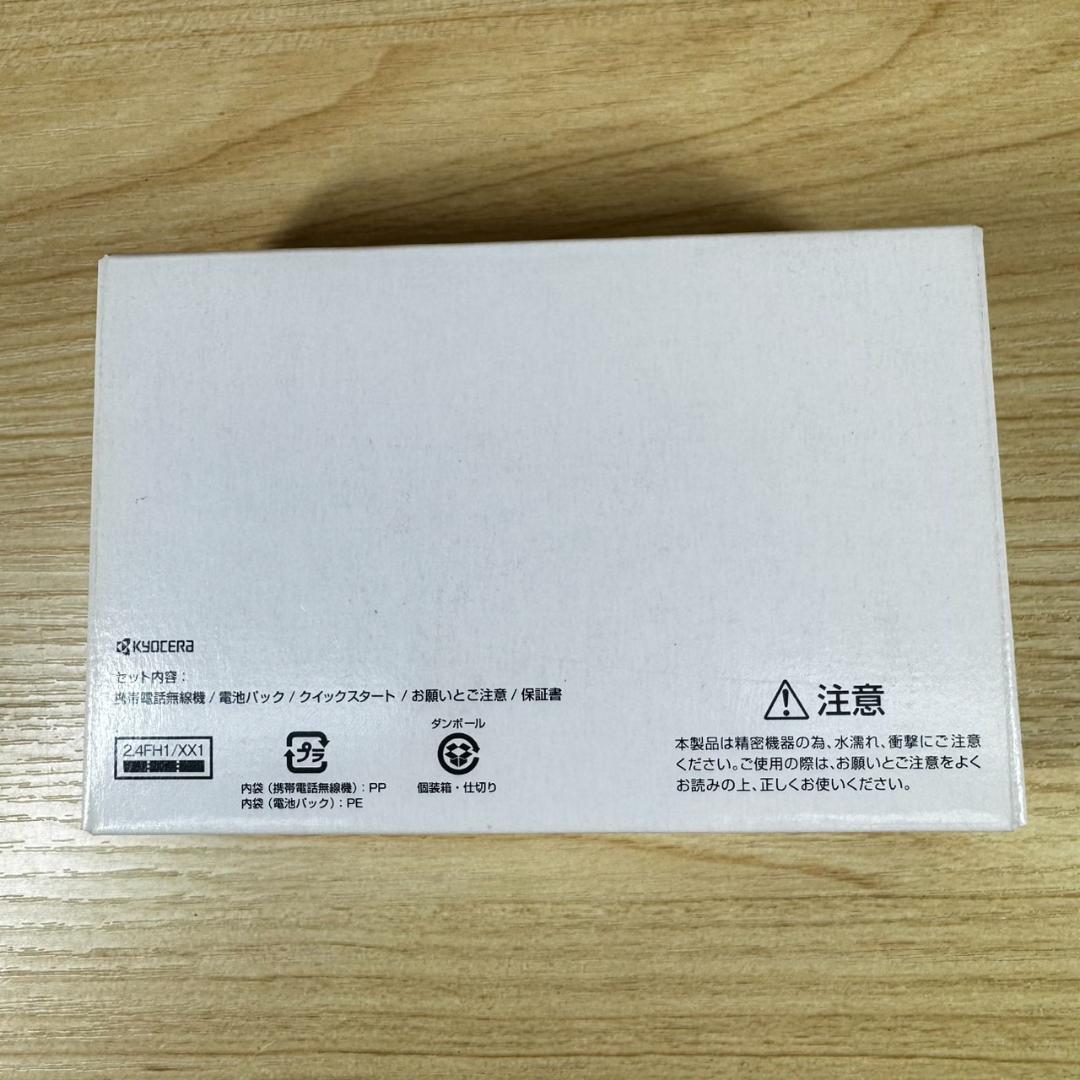 KYOCERA
セット内容：
携帯電話無線機 / 電池パック / クイックスタート / お願いとご注意 / 保証書
2.4FH1/XX1
プラ
内袋（携帯電話無線機）：PP
内袋（電池パック）：PE
ダンボール
個装箱・仕切り
注意
本製品は精密機器の為、水濡れ、衝撃にご注意
ください。ご使用の際は、お願いとご注意をよく
お読みの上、正しくお使いください。